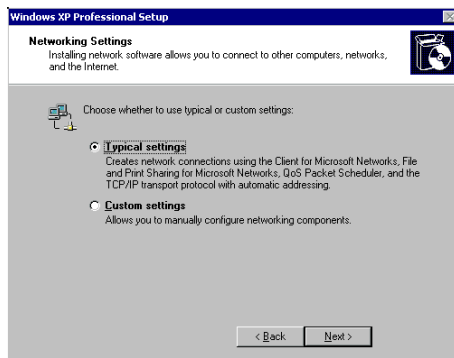 Windows XP Professional Setup
Networking Settings
Installing network software allows you to connect to other computers, networks,
and the Internet.
Choose whether to use typical or custom settings:
Typical settings
Creates network connections using the Client for Microsoft Networks, File
and Print Sharing for Microsoft Networks, QoS Packet Scheduler, and the
TCP/IP transport protocol with automatic addressing.
Custom settings
Allows you to manually configure networking components.
< Back
Next >